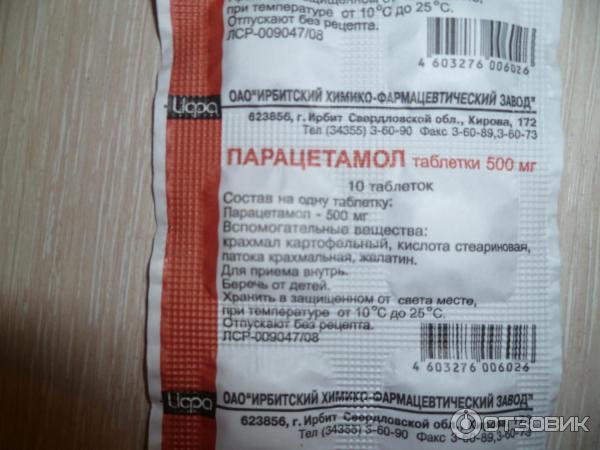 при температуре от 10°С до 25°С.
Отпускают без рецепта.
ЛСР-009047/08
4 603276 006026
Ицра
ОАО"ИРБИТСКИЙ ХИМИКО-ФАРМАЦЕВТИЧЕСКИЙ ЗАВОД"
623856, г. Ирбит Свердловской обл., Кирова, 172
Тел (34355) 3-60-90 Факс 3-60-89,3-60-73
ПАРАЦЕТАМОЛ таблетки 500 мг
10 таблеток
Состав на одну таблетку:
Парацетамол - 500 мг
Вспомогательные вещества:
крахмал картофельный, кислота стеариновая,
патока крахмальная, желатин.
Для приема внутрь.
Беречь от детей.
Хранить в защищенном от света месте,
при температуре от 10°С до 25°С.
Отпускают без рецепта.
ЛСР-009047/08
4 603276 006026
Ицра
ОАО"ИРБИТСКИЙ ХИМИКО-ФАРМАЦЕВТИЧЕСКИЙ ЗАВОД"
623856, г. Ирбит Свердловской обл.,
Тел (34355) 3-60-90 Факс 3-60-89,3-60-73
ОТЗОВИК